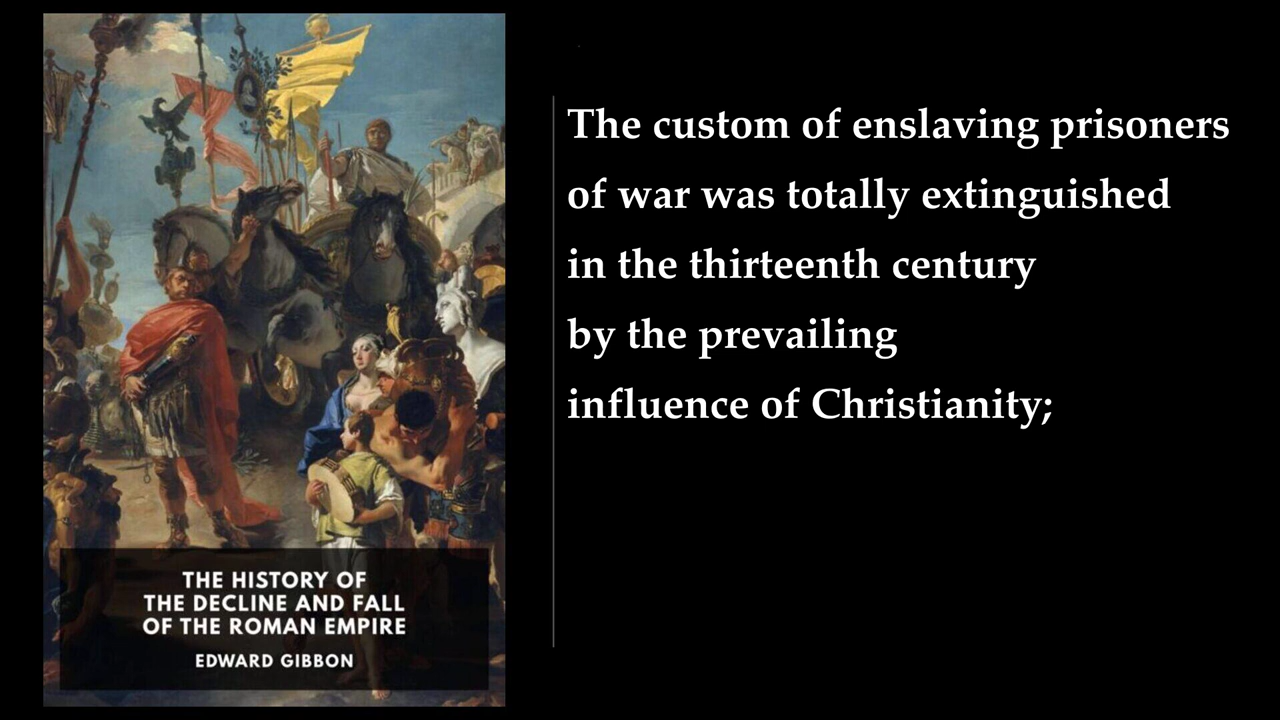 The custom of enslaving prisoners
of war was totally extinguished
in the thirteenth century
by the prevailing
influence of Christianity;
THE HISTORY OF
THE DECLINE AND FALL
OF THE ROMAN EMPIRE
EDWARD GIBBON